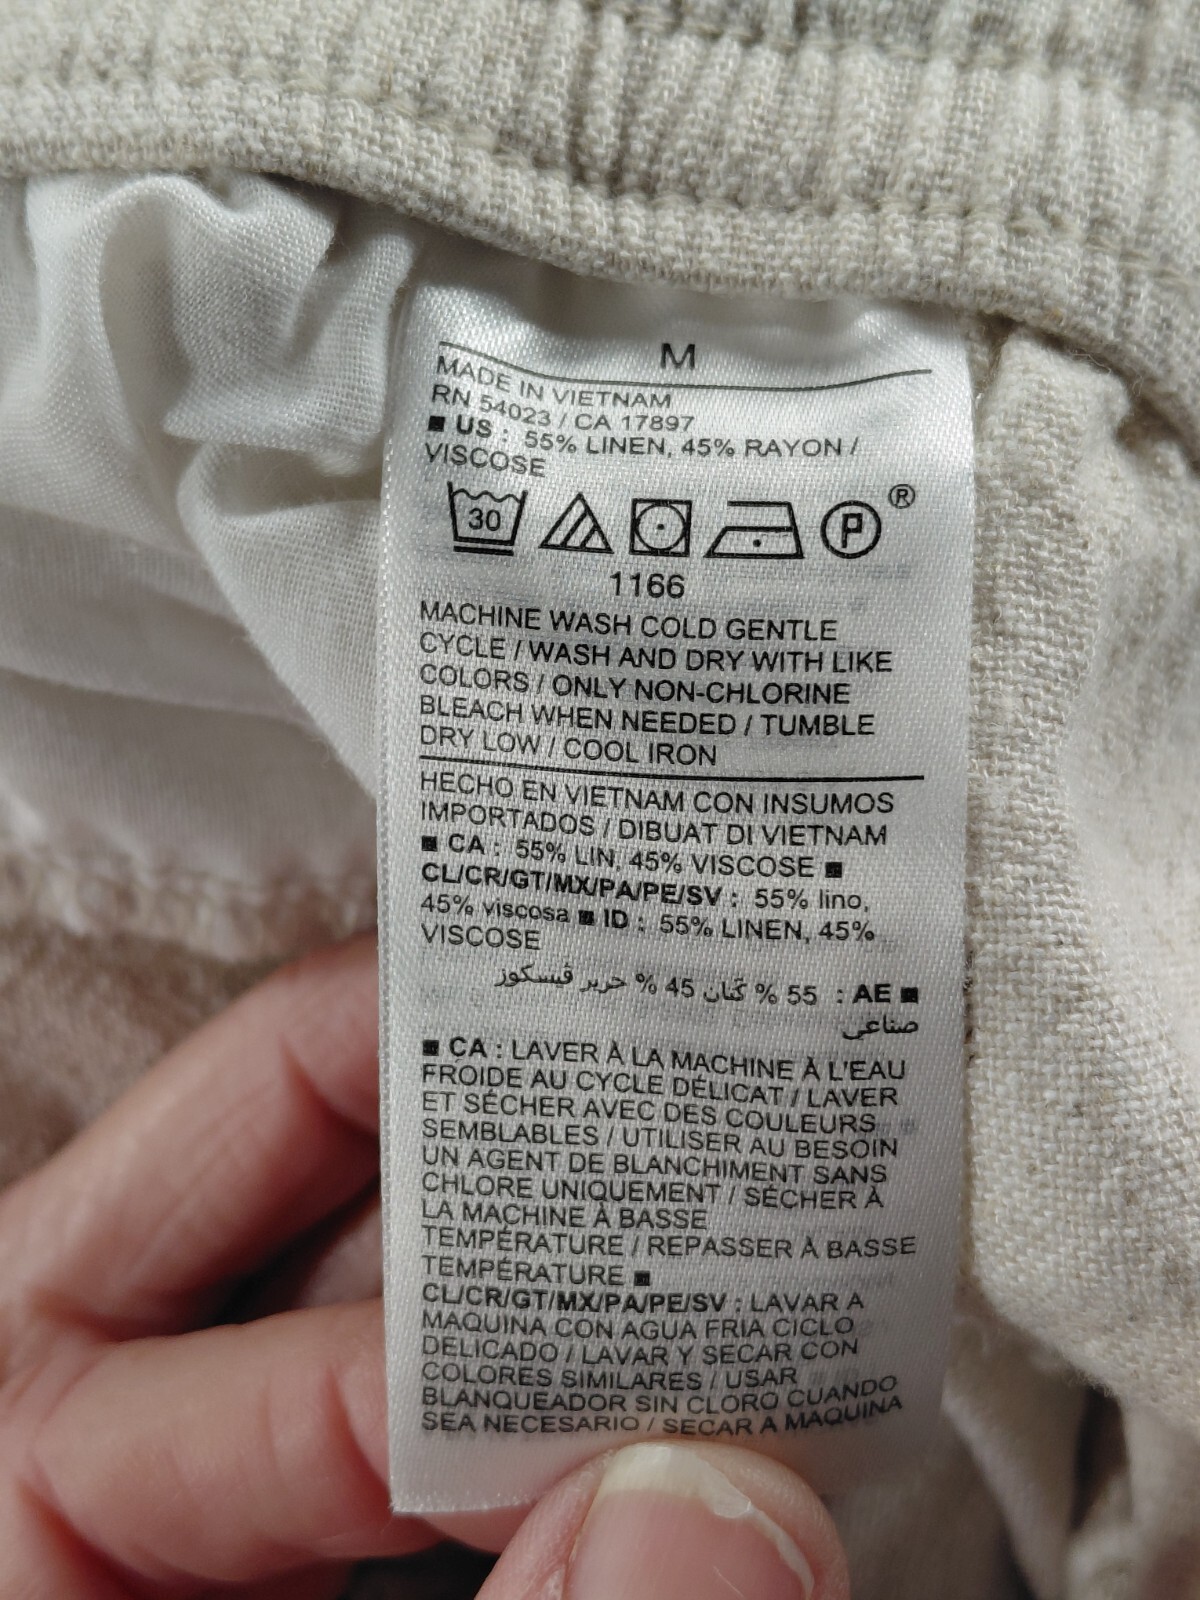 M
MADE IN VIETNAM
RN 54023 / CA 17897
■ US : 55% LINEN, 45% RAYON /
VISCOSE
30 P ®
1166
MACHINE WASH COLD GENTLE
CYCLE / WASH AND DRY WITH LIKE
COLORS / ONLY NON-CHLORINE
BLEACH WHEN NEEDED / TUMBLE
DRY LOW / COOL IRON
HECHO EN VIETNAM CON INSUMOS
IMPORTADOS / DIBUAT DI VIETNAM
■ CA : 55% LIN, 45% VISCOSE ■
CL/CR/GT/MX/PA/PE/SV : 55% lino,
45% viscosa ■ ID : 55% LINEN, 45%
VISCOSE
■ AE : 55 % كتان 45 % حرير ڤيسكوز
صناعي
■ CA : LAVER À LA MACHINE À L'EAU
FROIDE AU CYCLE DÉLICAT / LAVER
ET SÉCHER AVEC DES COULEURS
SEMBLABLES / UTILISER AU BESOIN
UN AGENT DE BLANCHIMENT SANS
CHLORE UNIQUEMENT / SÉCHER À
LA MACHINE À BASSE
TEMPÉRATURE / REPASSER À BASSE
TEMPÉRATURE ■
CL/CR/GT/MX/PA/PE/SV : LAVAR A
MAQUINA CON AGUA FRIA CICLO
DELICADO / LAVAR Y SECAR CON
COLORES SIMILARES / USAR
BLANQUEADOR SIN CLORO CUANDO
SEA NECESARIO / SECAR A MAQUINA